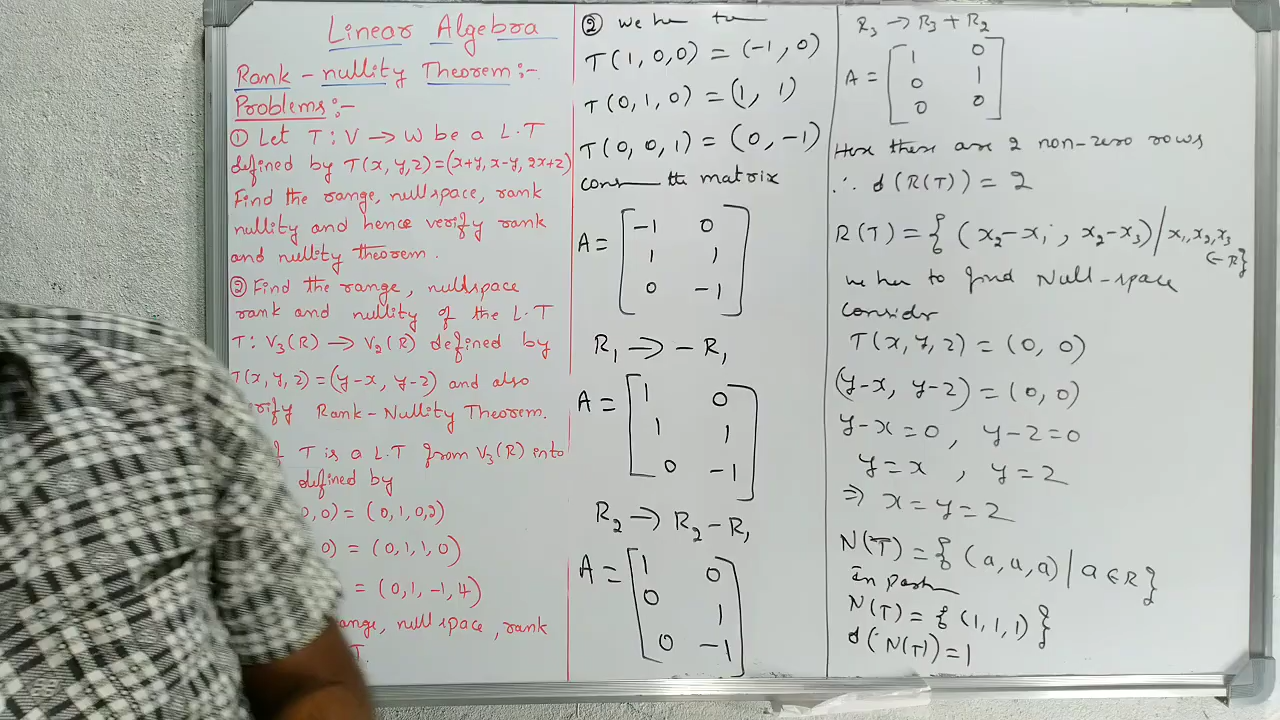 Linear Algebra
Rank-nullity Theorem:-
Problems:-
① Let T:V→W be a L.T
defined by T(x,y,z)=(x+y,x-y,2x+z)
Find the range, nullspace, rank
nullity and hence verify rank
and nullity theorem.
② Find the range, nullspace
rank and nullity of the L.T
T: V₃(R) → V₂(R) defined by
T(x,y,z)=(y-x, y-z) and also
Rank-Nullity Theorem.
T is a L.T from V₃(R) into
defined by
0,0) = (0,1,0,2)
0) = (0,1,1,0)
= (0,1,-1,4)
null space, rank
T.
② we
T(1,0,0) = (-1,0)
T(0,1,0) = (1, 1)
T(0,0,1) = (0,-1)
matrix
A = [-1 0
1 1
0 -1]
R₁ → -R₁
A = [1 0
1 1
0 -1]
R₂ → R₂-R₁
A = [1 0
0 1
0 -1]
R₃ → R₃+R₂
A = [1 0
0 1
0 0]
Here there are 2 non-zero rows
∴ d(R(T)) = 2
R(T) = { (x₂-x₁, x₂-x₃) / x₁,x₂,x₃
∈R}
to find Null-space
Consider
T(x,y,z) = (0,0)
(y-x, y-z) = (0,0)
y-x=0, y-z=0
y=x , y=z
⇒ x=y=z
N(T) = { (a,a,a) / a∈R }
In
N(T) = { (1,1,1) }
d(N(T))=1